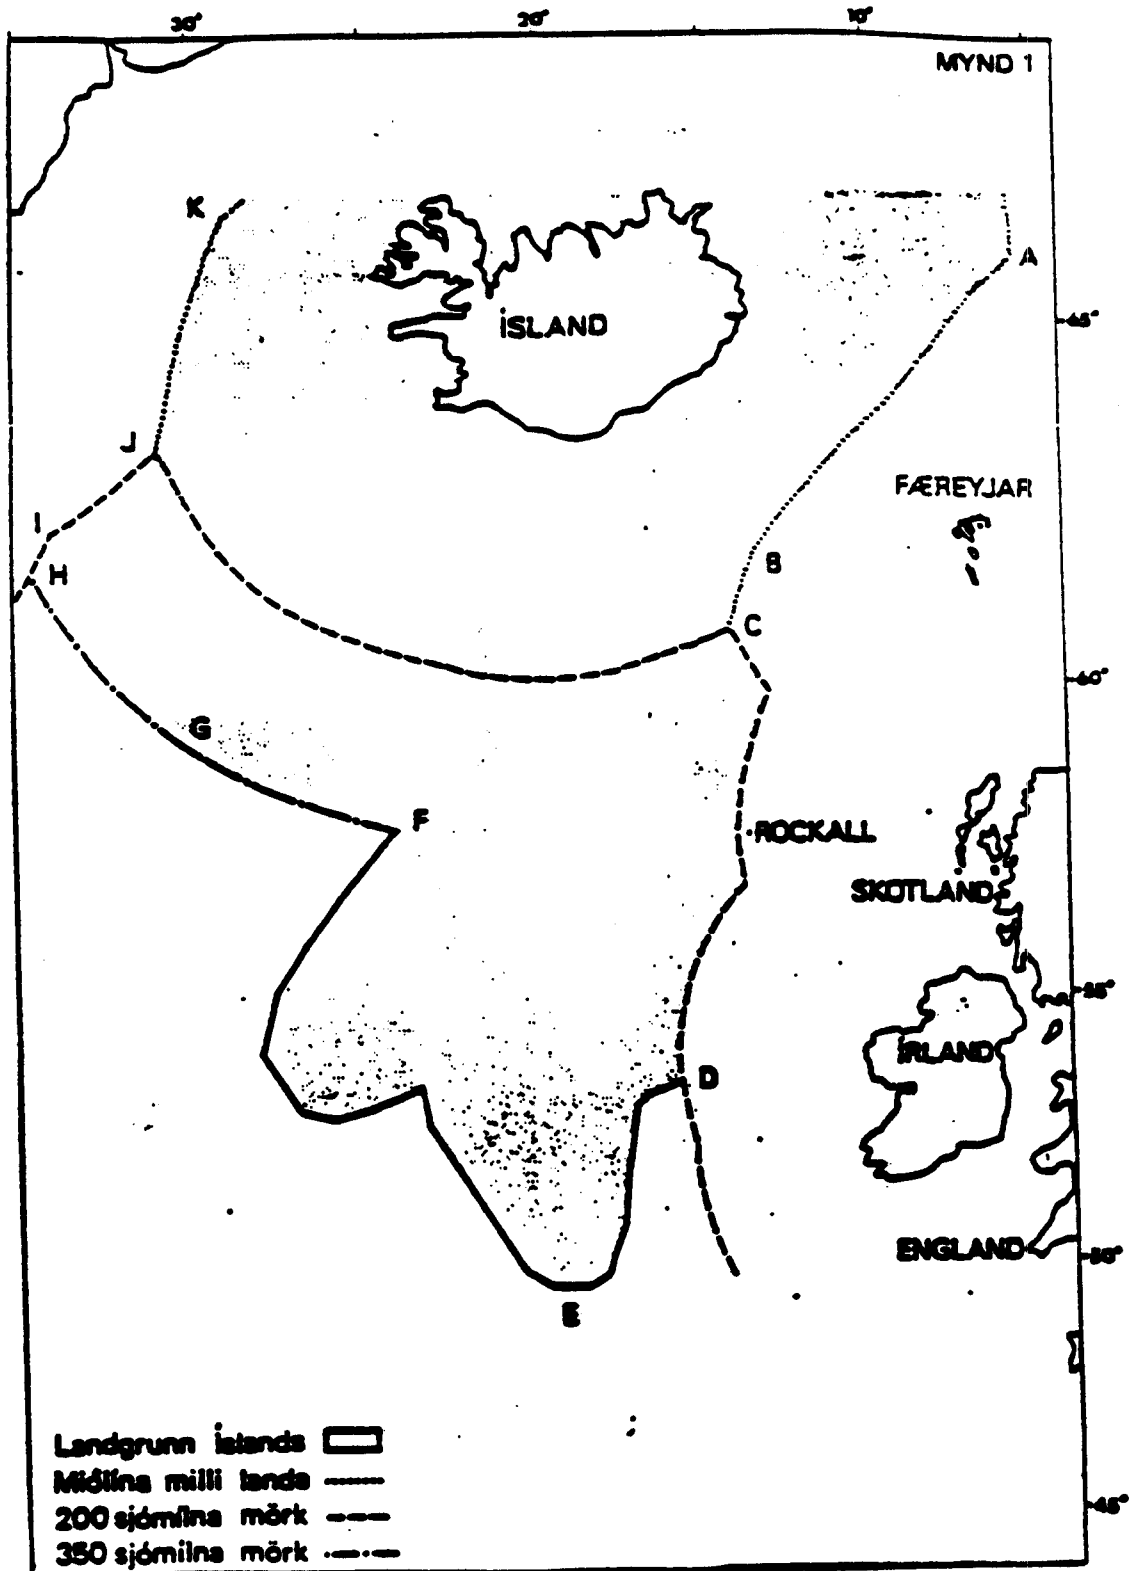 30° 20° 10°
MYND 1
K
A
ÍSLAND
65°
J
FÆREYJAR
I
B
H
C
60°
G
F
ROCKALL
SKOTLAND
55°
ÍRLAND
D
ENGLAND
50°
E
Landgrunn Íslands
Miðlína milli landa
200 sjómílna mörk
45°
350 sjómílna mörk